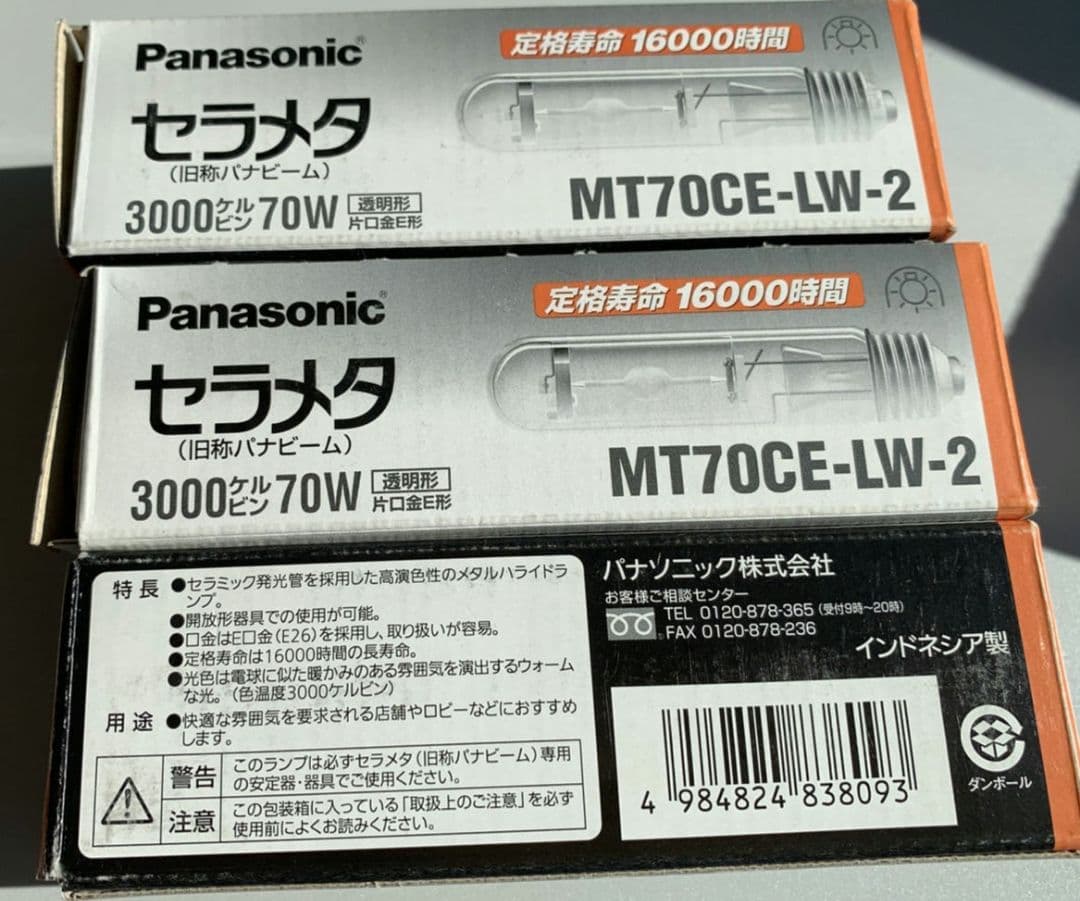 Panasonic®
定格寿命 16000時間
セラメタ
(旧称パナビーム)
3000ケルビン 70W 透明形
片口金E形
MT70CE-LW-2
Panasonic®
定格寿命 16000時間
セラメタ
(旧称パナビーム)
3000ケルビン 70W 透明形
片口金E形
MT70CE-LW-2
特長 ●セラミック発光管を採用した高演色性のメタルハライドラ
ンプ。
●開放形器具での使用が可能。
●口金はE口金(E26)を採用し、取り扱いが容易。
●定格寿命は16000時間の長寿命。
●光色は電球に似た暖かみのある雰囲気を演出するウォーム
な光。(色温度3000ケルビン)
用途 ●快適な雰囲気を要求される店舗やロビーなどにおすすめ
します。
警告 このランプは必ずセラメタ(旧称パナビーム)専用
の安定器・器具でご使用ください。
注意 この包装箱に入っている「取扱上のご注意」を必ず
使用前によくお読みください。
パナソニック株式会社
お客様ご相談センター
TEL 0120-878-365 (受付9時〜20時)
FAX 0120-878-236
インドネシア製
4 984824 838093
ダンボール